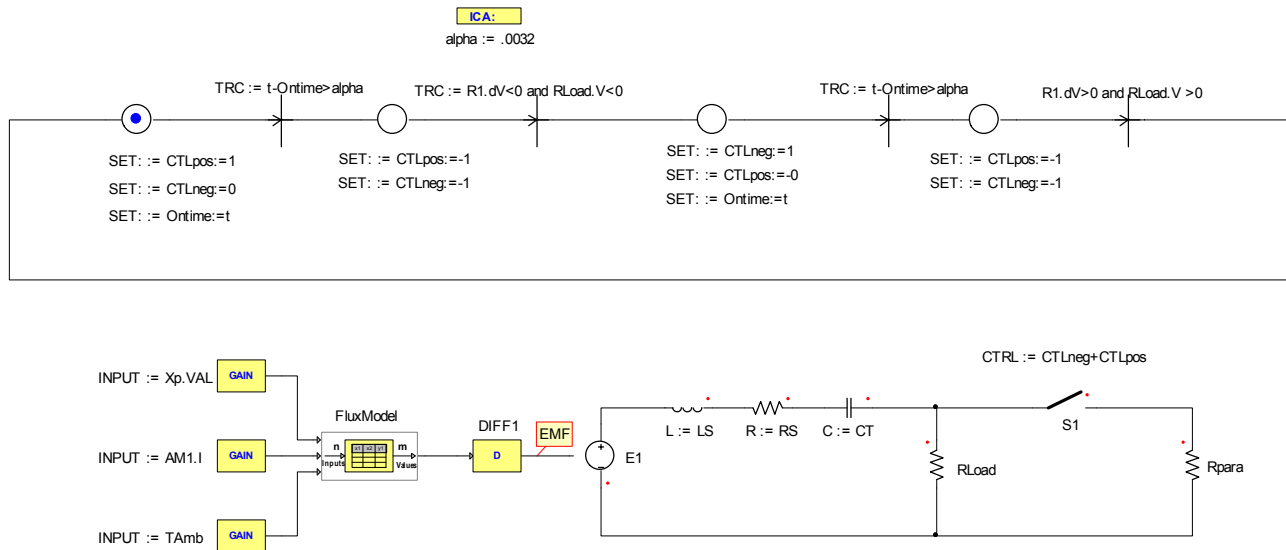 ICA:
alpha := .0032
TRC := t-Ontime>alpha
TRC := R1.dV<0 and RLoad.V<0
TRC := t-Ontime>alpha
R1.dV>0 and RLoad.V >0
SET: := CTLpos:=1
SET: := CTLneg:=0
SET: := Ontime:=t
SET: := CTLpos:=-1
SET: := CTLneg:=-1
SET: := CTLneg:=1
SET: := CTLpos:=-0
SET: := Ontime:=t
SET: := CTLpos:=-1
SET: := CTLneg:=-1
INPUT := Xp.VAL
GAIN
INPUT := AM1.I
GAIN
INPUT := TAmb
GAIN
FluxModel
n
Inputs
x1 x2 y1
m
Values
DIFF1
D
EMF
E1
L := LS
R := RS
C := CT
RLoad
CTRL := CTLneg+CTLpos
S1
Rpara